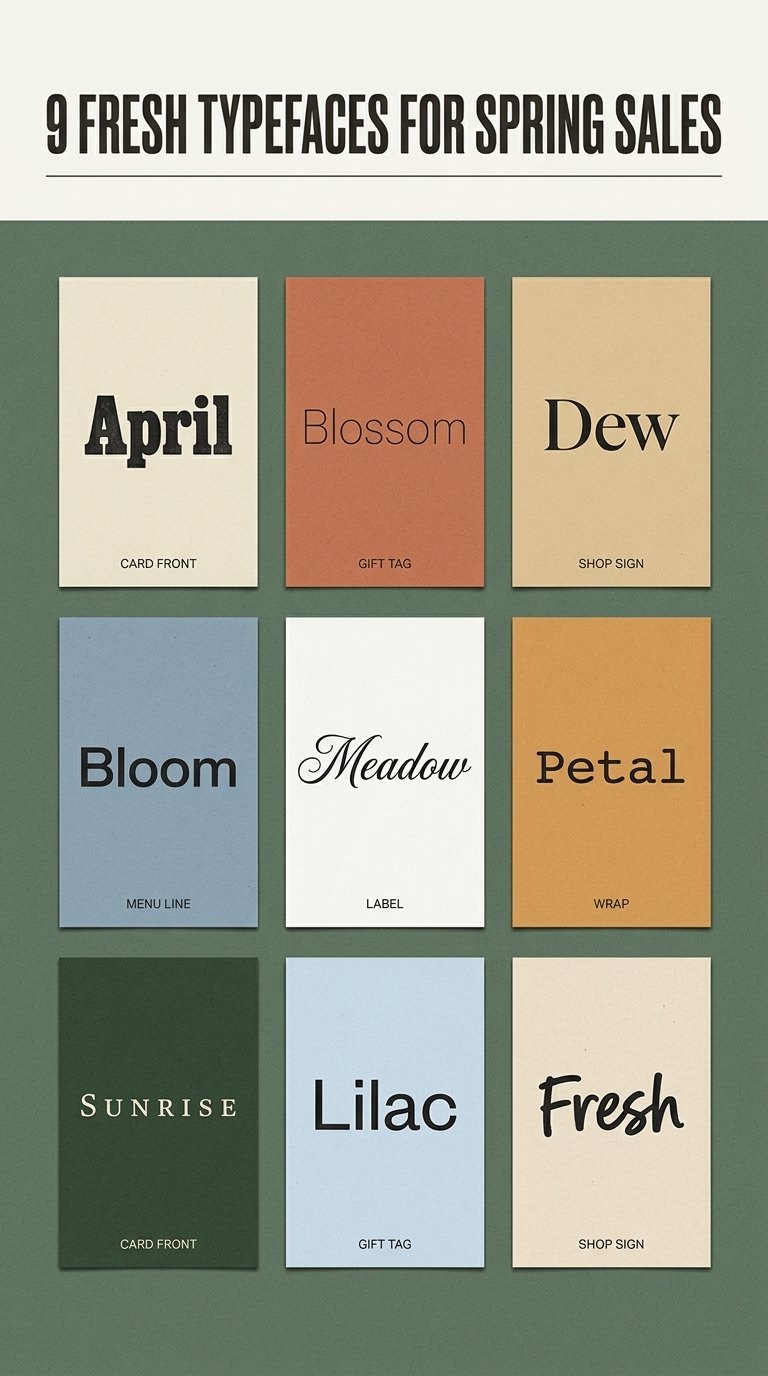 9 FRESH TYPEFACES FOR SPRING SALES
April
CARD FRONT
Blossom
GIFT TAG
Dew
SHOP SIGN
Bloom
MENU LINE
Meadow
LABEL
Petal
WRAP
SUNRISE
CARD FRONT
Lilac
GIFT TAG
Fresh
SHOP SIGN